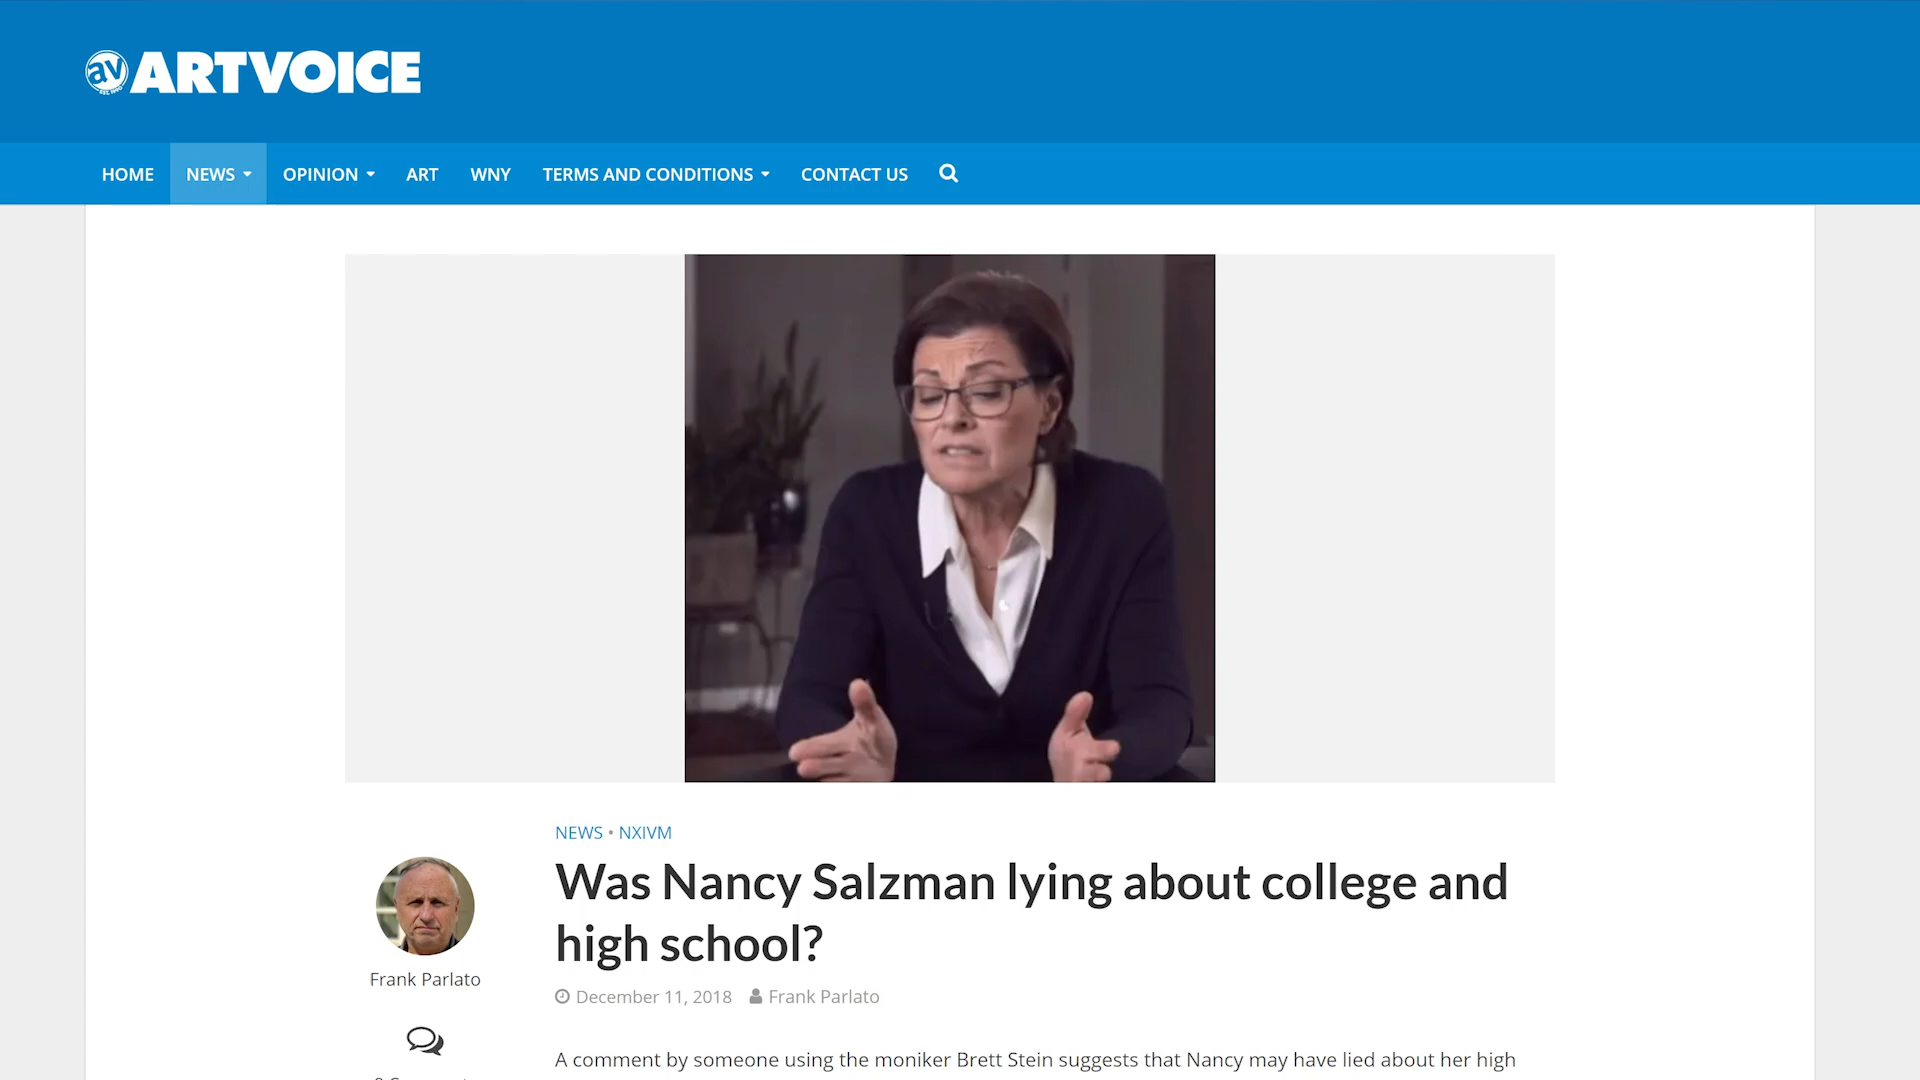 av ARTVOICE
HOME NEWS OPINION ART WNY TERMS AND CONDITIONS CONTACT US
NEWS • NXIVM
Was Nancy Salzman lying about college and
high school?
Frank Parlato
December 11, 2018 Frank Parlato
A comment by someone using the moniker Brett Stein suggests that Nancy may have lied about her high